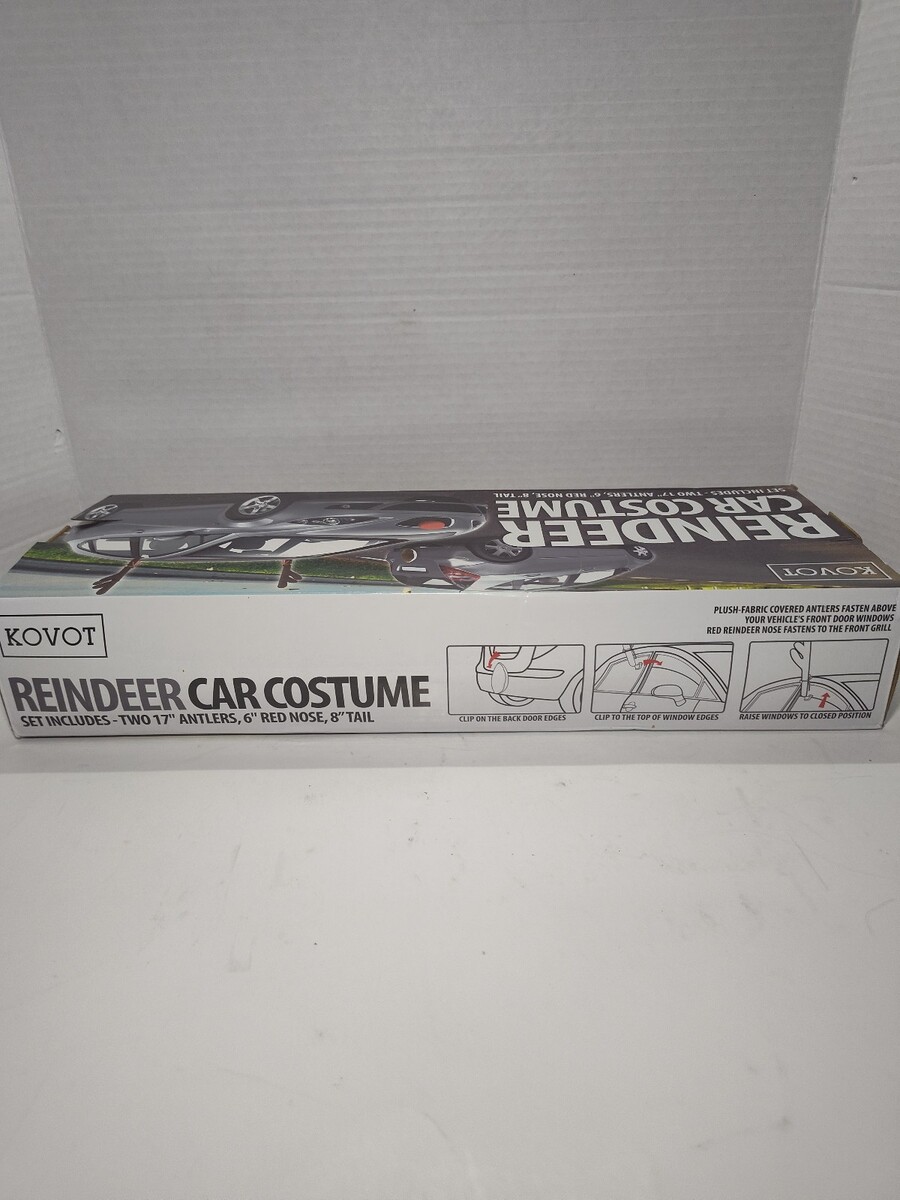 SET INCLUDES - TWO 17" ANTLERS, 6" RED NOSE, 8" TAIL
REINDEER
CAR COSTUME
KOVOT
KOVOT
REINDEER CAR COSTUME
SET INCLUDES - TWO 17" ANTLERS, 6" RED NOSE, 8" TAIL
PLUSH-FABRIC COVERED ANTLERS FASTEN ABOVE
YOUR VEHICLE'S FRONT DOOR WINDOWS
RED REINDEER NOSE FASTENS TO THE FRONT GRILL
CLIP ON THE BACK DOOR EDGES
CLIP TO THE TOP OF WINDOW EDGES
RAISE WINDOWS TO CLOSED POSITION